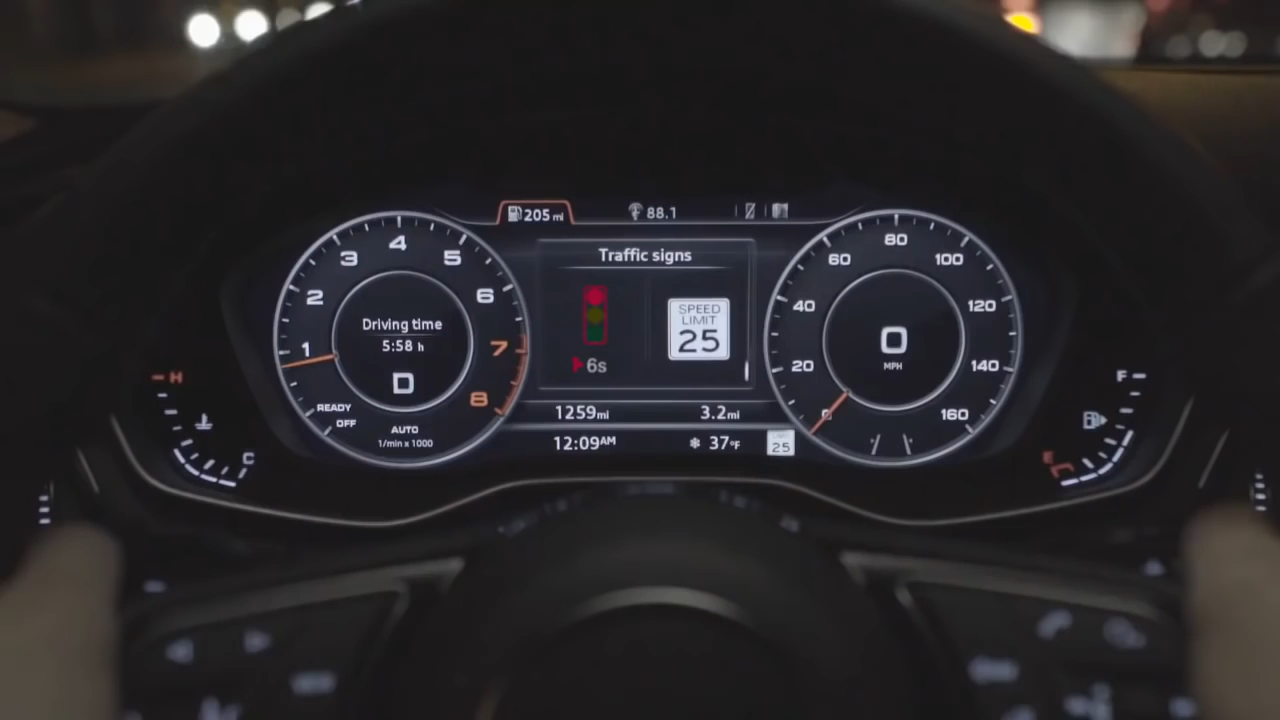 205 mi
88.1
Traffic signs
SPEED
LIMIT
25
6s
1259mi
3.2mi
12:09AM
37°F
25
1
2
3
4
5
6
7
8
Driving time
5:58 h
D
READY
OFF
AUTO
1/min x 1000
0
20
40
60
80
100
120
140
160
0
MPH
H
C
F
E